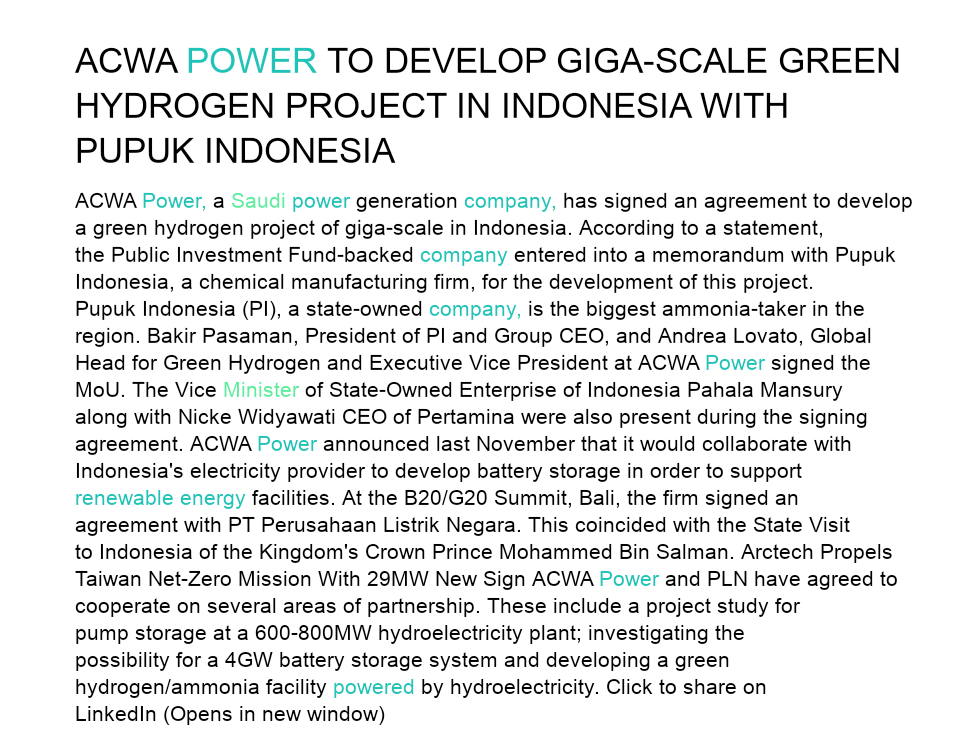 ACWA POWER TO DEVELOP GIGA-SCALE GREEN
HYDROGEN PROJECT IN INDONESIA WITH
PUPUK INDONESIA
ACWA Power, a Saudi power generation company, has signed an agreement to develop
a green hydrogen project of giga-scale in Indonesia. According to a statement,
the Public Investment Fund-backed company entered into a memorandum with Pupuk
Indonesia, a chemical manufacturing firm, for the development of this project.
Pupuk Indonesia (PI), a state-owned company, is the biggest ammonia-taker in the
region. Bakir Pasaman, President of PI and Group CEO, and Andrea Lovato, Global
Head for Green Hydrogen and Executive Vice President at ACWA Power signed the
MoU. The Vice Minister of State-Owned Enterprise of Indonesia Pahala Mansury
along with Nicke Widyawati CEO of Pertamina were also present during the signing
agreement. ACWA Power announced last November that it would collaborate with
Indonesia's electricity provider to develop battery storage in order to support
renewable energy facilities. At the B20/G20 Summit, Bali, the firm signed an
agreement with PT Perusahaan Listrik Negara. This coincided with the State Visit
to Indonesia of the Kingdom's Crown Prince Mohammed Bin Salman. Arctech Propels
Taiwan Net-Zero Mission With 29MW New Sign ACWA Power and PLN have agreed to
cooperate on several areas of partnership. These include a project study for
pump storage at a 600-800MW hydroelectricity plant; investigating the
possibility for a 4GW battery storage system and developing a green
hydrogen/ammonia facility powered by hydroelectricity. Click to share on
LinkedIn (Opens in new window)